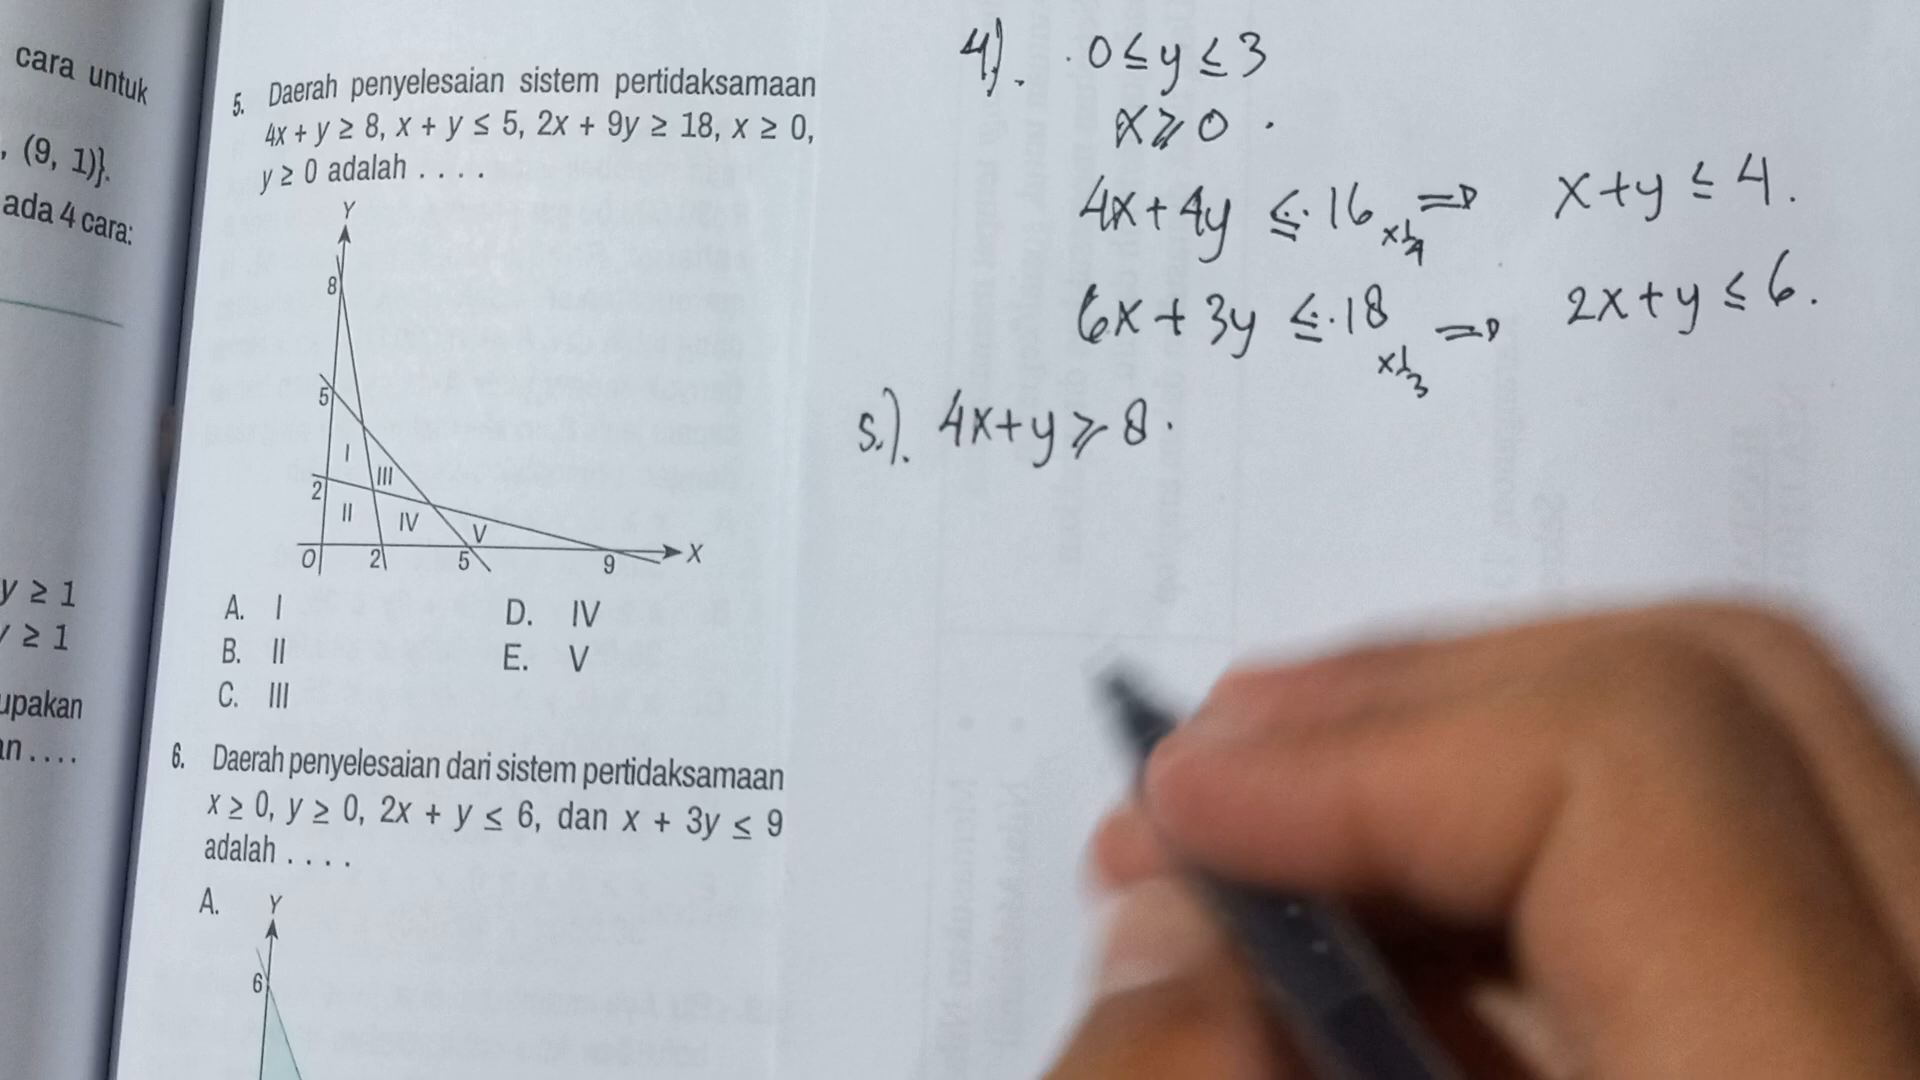 cara untuk
, (9, 1)}.
ada 4 cara:
y ≥ 1
y ≥ 1
upakan
an . . . .
5. Daerah penyelesaian sistem pertidaksamaan
4x + y ≥ 8, x + y ≤ 5, 2x + 9y ≥ 18, x ≥ 0,
y ≥ 0 adalah . . . .
Y
8
5
I
III
2
II
IV
V
0
2
5
9
X
A. I
B. II
C. III
D. IV
E. V
6. Daerah penyelesaian dari sistem pertidaksamaan
x ≥ 0, y ≥ 0, 2x + y ≤ 6, dan x + 3y ≤ 9
adalah . . . .
A.
Y
6
4). 0 ≤ y ≤ 3
x ≥ 0
4x + 4y ≤ 16 x¼ ⇒ x + y ≤ 4.
6x + 3y ≤ 18 x⅓ ⇒ 2x + y ≤ 6.
5.). 4x + y ≥ 8.